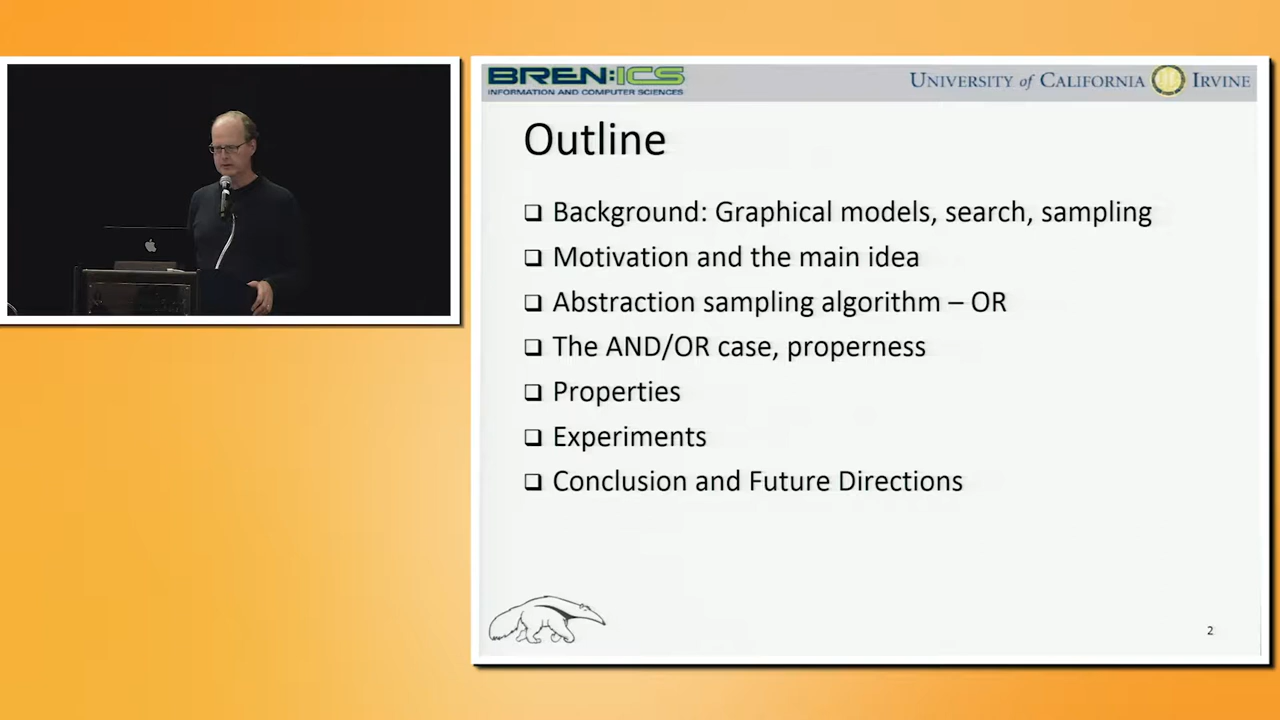 BREN:ICS
INFORMATION AND COMPUTER SCIENCES
UNIVERSITY of CALIFORNIA IRVINE
Outline
Background: Graphical models, search, sampling
Motivation and the main idea
Abstraction sampling algorithm – OR
The AND/OR case, properness
Properties
Experiments
Conclusion and Future Directions
2